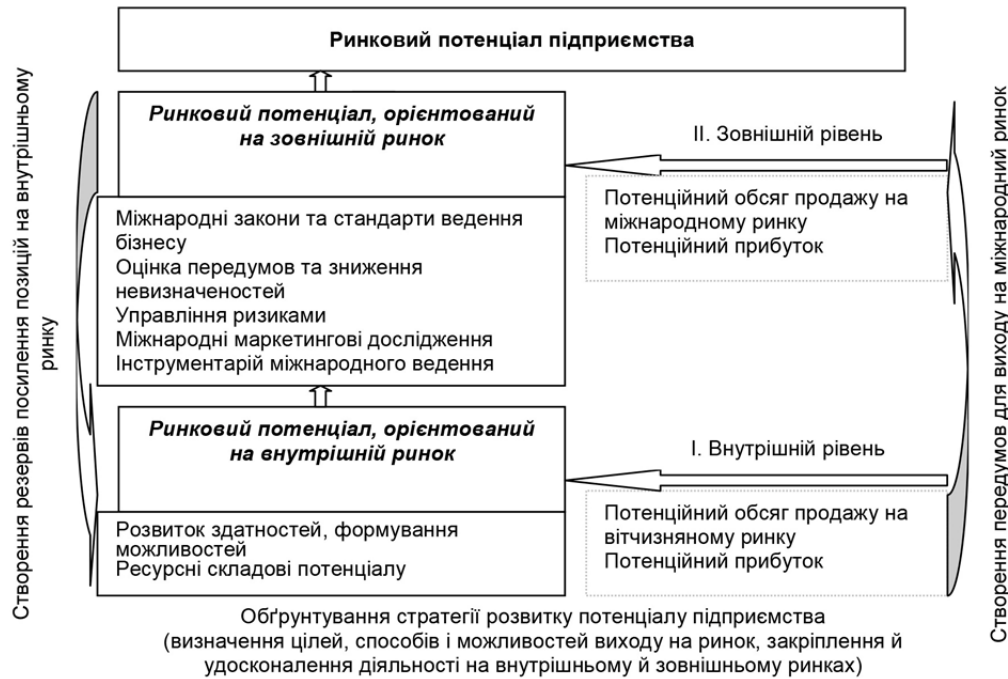 Ринковий потенціал підприємства
Ринковий потенціал, орієнтований
на зовнішній ринок
Міжнародні закони та стандарти ведення
бізнесу
Оцінка передумов та зниження
невизначеностей
Управління ризиками
Міжнародні маркетингові дослідження
Інструментарій міжнародного ведення
Ринковий потенціал, орієнтований
на внутрішній ринок
Розвиток здатностей, формування
можливостей
Ресурсні складові потенціалу
ІІ. Зовнішній рівень
Потенційний обсяг продажу на
міжнародному ринку
Потенційний прибуток
І. Внутрішній рівень
Потенційний обсяг продажу на
вітчизняному ринку
Потенційний прибуток
Створення резервів посилення позицій на внутрішньому
ринку
Створення передумов для виходу на міжнародний ринок
Обґрунтування стратегії розвитку потенціалу підприємства
(визначення цілей, способів і можливостей виходу на ринок, закріплення й
удосконалення діяльності на внутрішньому й зовнішньому ринках)